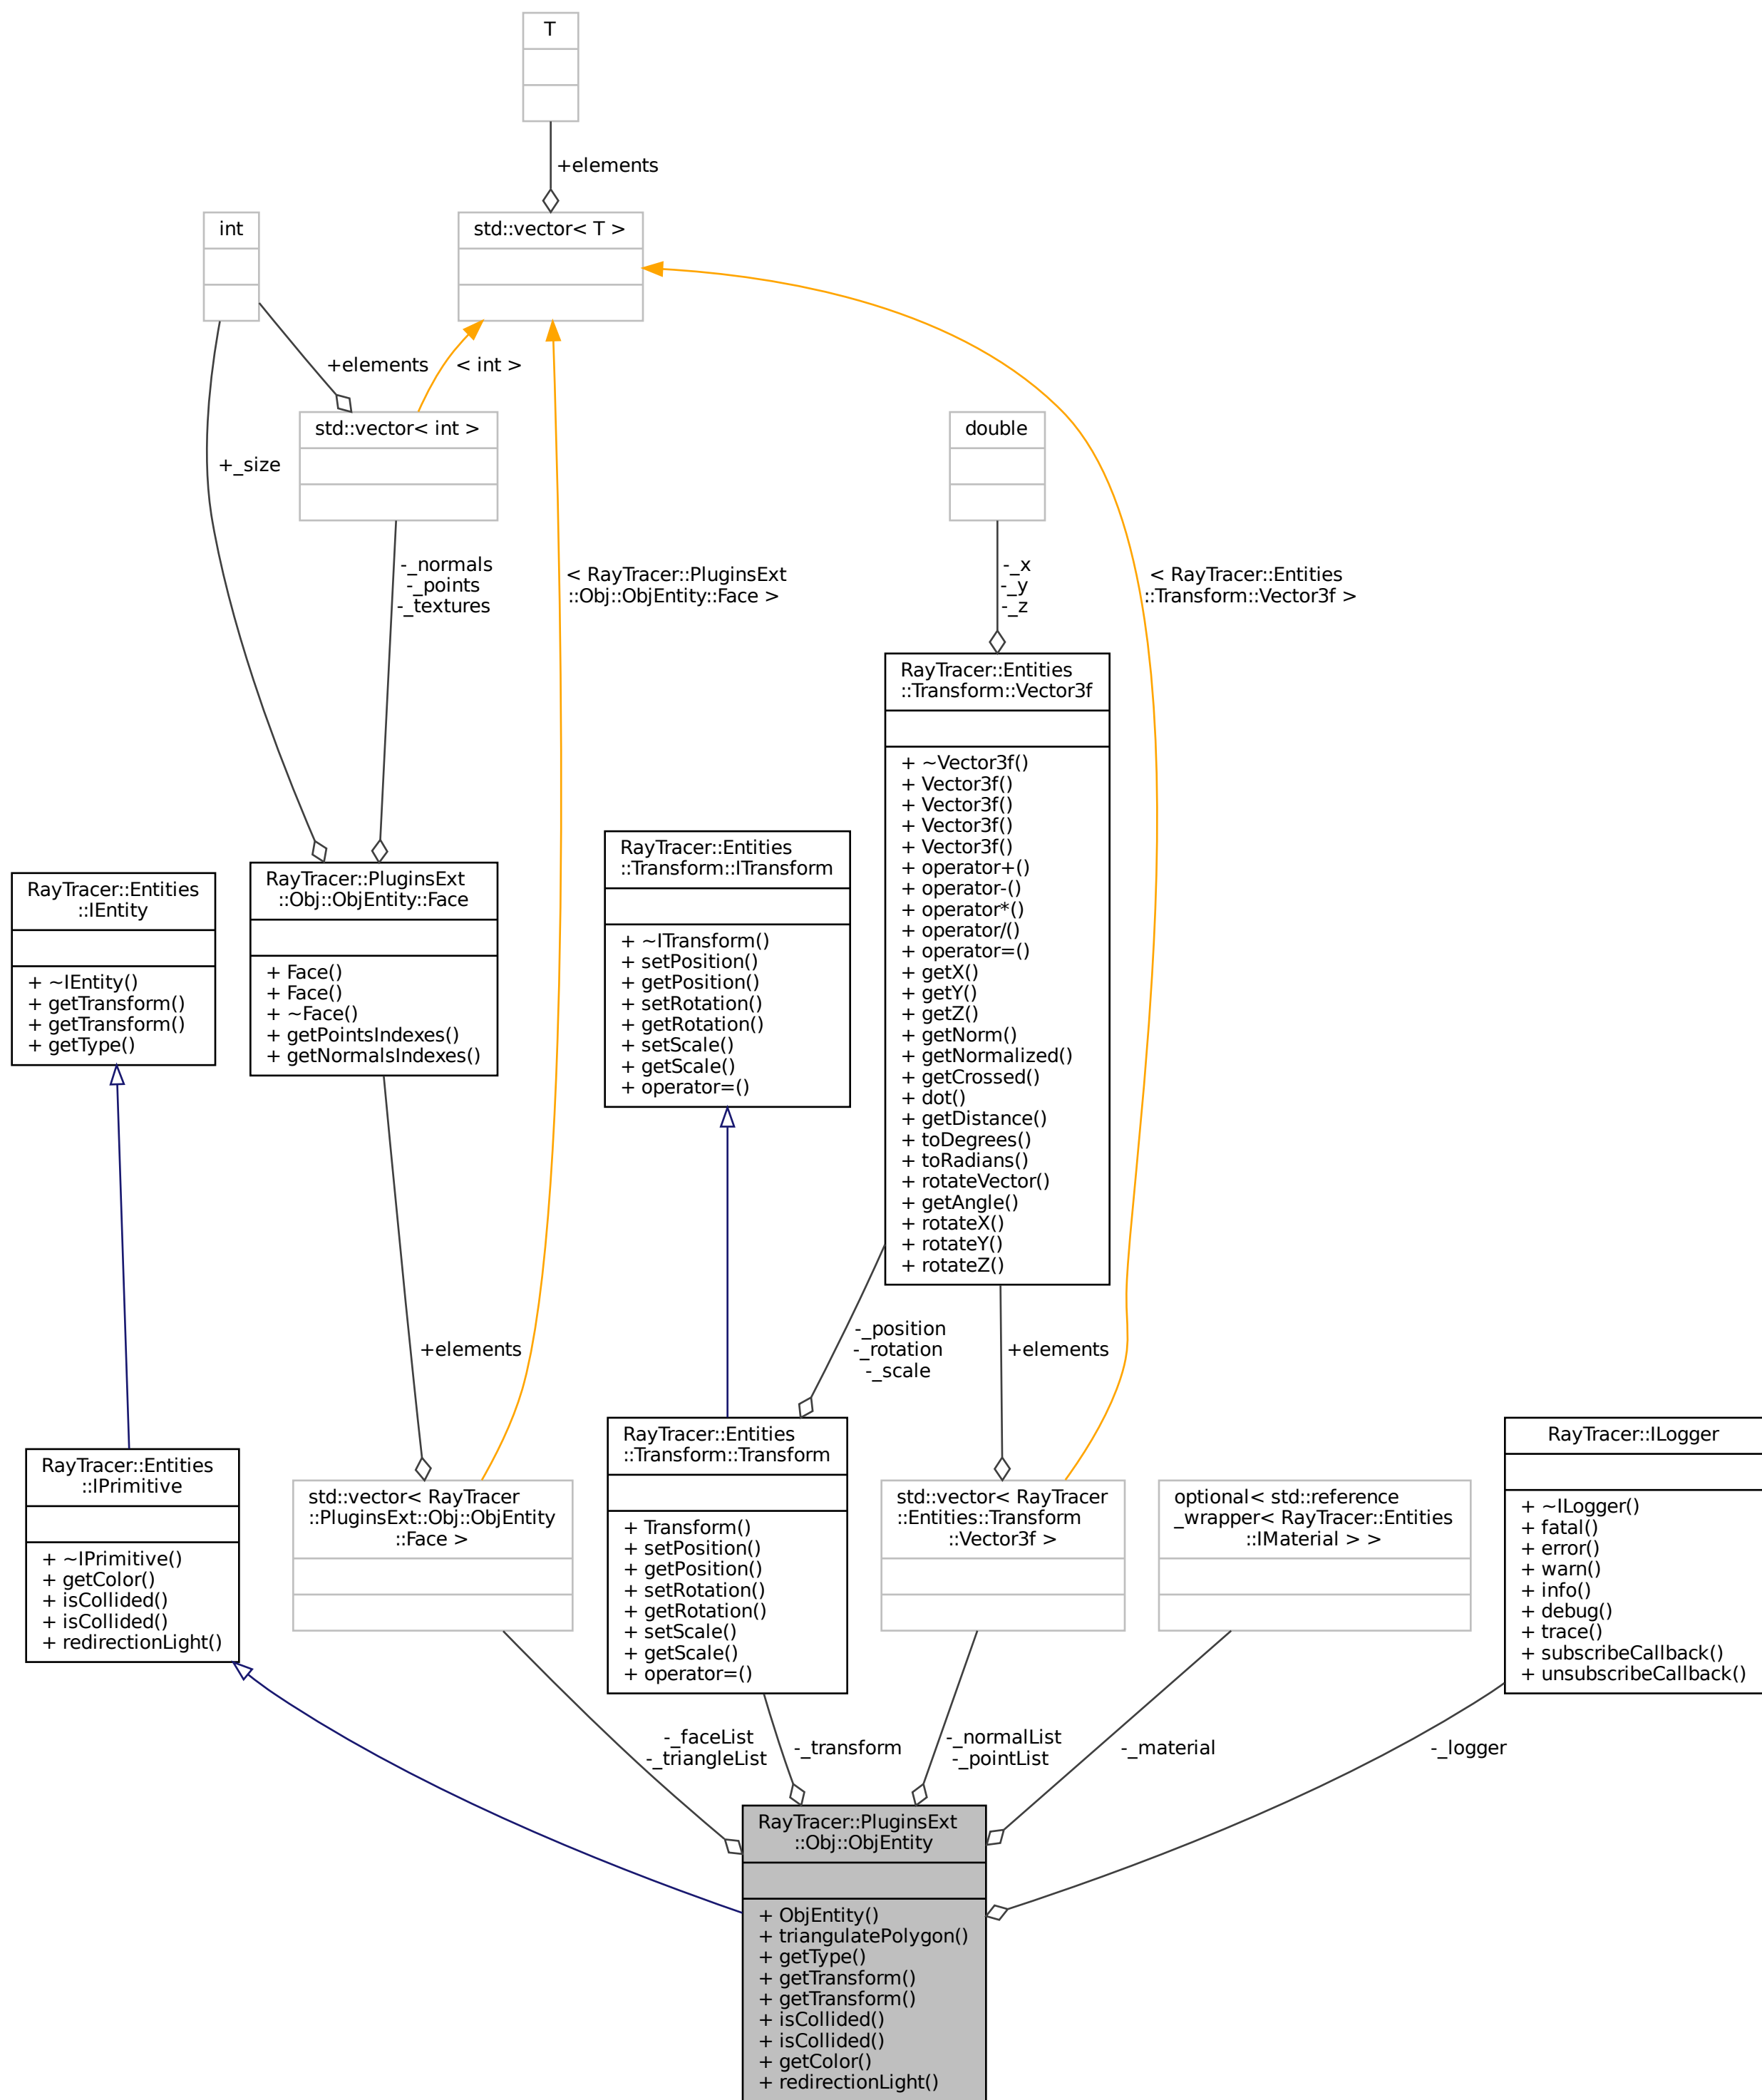 T
+elements
int
std::vector< T >
+elements
< int >
std::vector< int >
double
+_size
-_normals
-_points
-_textures
< RayTracer::PluginsExt
::Obj::ObjEntity::Face >
-_x
-_y
-_z
< RayTracer::Entities
::Transform::Vector3f >
RayTracer::Entities
::Transform::Vector3f
+ ~Vector3f()
+ Vector3f()
+ Vector3f()
+ Vector3f()
+ Vector3f()
+ operator+()
+ operator-()
+ operator*()
+ operator/()
+ operator=()
+ getX()
+ getY()
+ getZ()
+ getNorm()
+ getNormalized()
+ getCrossed()
+ dot()
+ getDistance()
+ toDegrees()
+ toRadians()
+ rotateVector()
+ getAngle()
+ rotateX()
+ rotateY()
+ rotateZ()
RayTracer::Entities
::IEntity
+ ~IEntity()
+ getTransform()
+ getTransform()
+ getType()
RayTracer::PluginsExt
::Obj::ObjEntity::Face
+ Face()
+ Face()
+ ~Face()
+ getPointsIndexes()
+ getNormalsIndexes()
RayTracer::Entities
::Transform::ITransform
+ ~ITransform()
+ setPosition()
+ getPosition()
+ setRotation()
+ getRotation()
+ setScale()
+ getScale()
+ operator=()
+elements
-_position
-_rotation
-_scale
+elements
RayTracer::Entities
::IPrimitive
+ ~IPrimitive()
+ getColor()
+ isCollided()
+ isCollided()
+ redirectionLight()
std::vector< RayTracer
::PluginsExt::Obj::ObjEntity
::Face >
RayTracer::Entities
::Transform::Transform
+ Transform()
+ setPosition()
+ getPosition()
+ setRotation()
+ getRotation()
+ setScale()
+ getScale()
+ operator=()
std::vector< RayTracer
::Entities::Transform
::Vector3f >
optional< std::reference
_wrapper< RayTracer::Entities
::IMaterial > >
RayTracer::ILogger
+ ~ILogger()
+ fatal()
+ error()
+ warn()
+ info()
+ debug()
+ trace()
+ subscribeCallback()
+ unsubscribeCallback()
-_faceList
-_triangleList
-_transform
-_normalList
-_pointList
-_material
-_logger
RayTracer::PluginsExt
::Obj::ObjEntity
+ ObjEntity()
+ triangulatePolygon()
+ getType()
+ getTransform()
+ getTransform()
+ isCollided()
+ isCollided()
+ getColor()
+ redirectionLight()